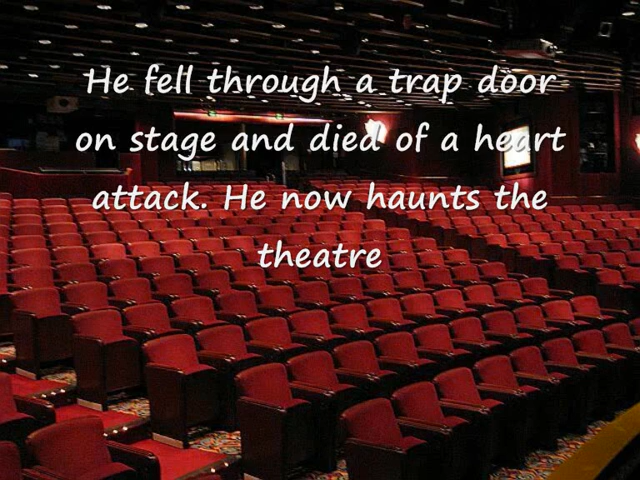 He fell through a trap door
on stage and died of a heart
attack. He now haunts the
theatre